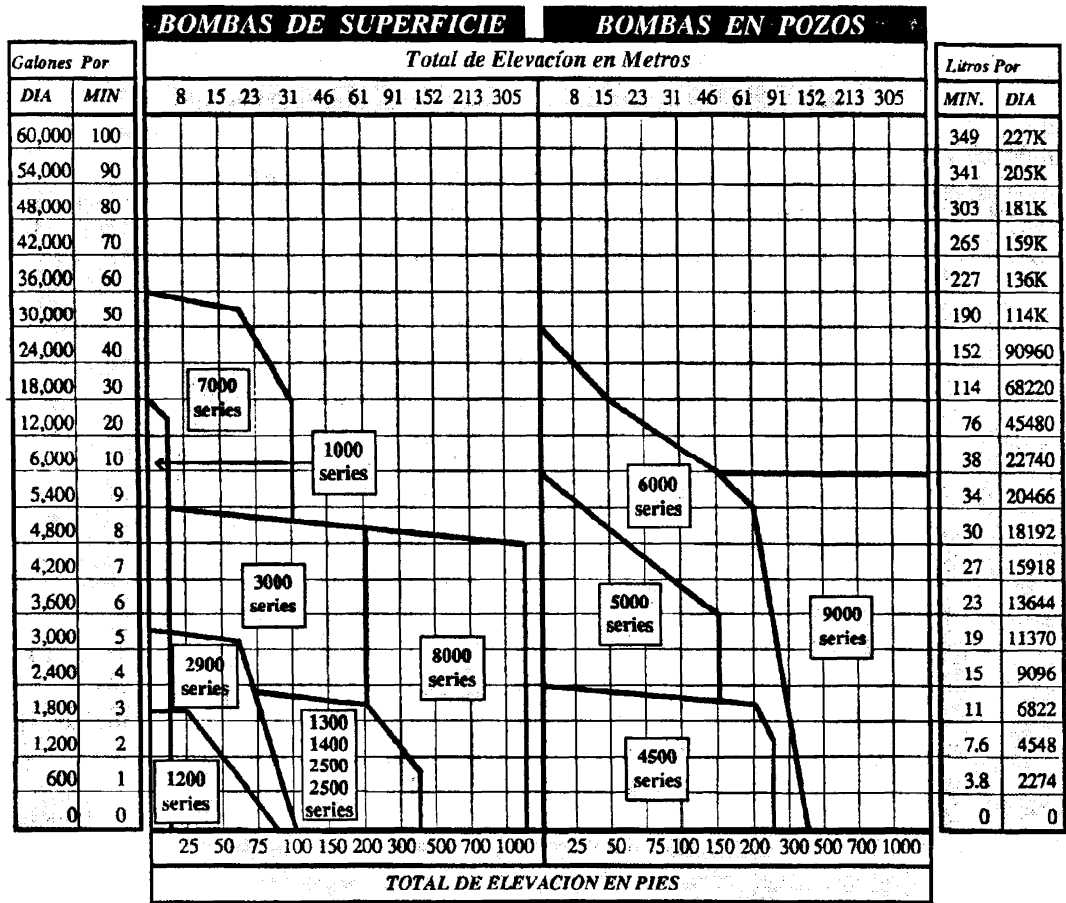 BOMBAS DE SUPERFICIE BOMBAS EN POZOS
Galones Por Total de Elevacíon en Metros Litros Por
DIA MIN 8 15 23 31 46 61 91 152 213 305 8 15 23 31 46 61 91 152 213 305 MIN. DIA
60,000 100 349 227K
54,000 90 341 205K
48,000 80 303 181K
42,000 70 265 159K
36,000 60 227 136K
30,000 50 190 114K
24,000 40 152 90960
18,000 30 7000 114 68220
series
12,000 20 76 45480
1000
6,000 10 series 38 22740
6000
5,400 9 series 34 20466
4,800 8 30 18192
4,200 7 3000 27 15918
series
3,600 6 5000 9000 23 13644
series series
3,000 5 19 11370
2900 8000
2,400 4 series series 15 9096
1,800 3 1300 11 6822
1,200 2 1400 4500 7.6 4548
2500 series
600 1 1200 2500 3.8 2274
series series
0 0 0 0
25 50 75 100 150 200 300 500 700 1000 25 50 75 100 150 200 300 500 700 1000
TOTAL DE ELEVACION EN PIES